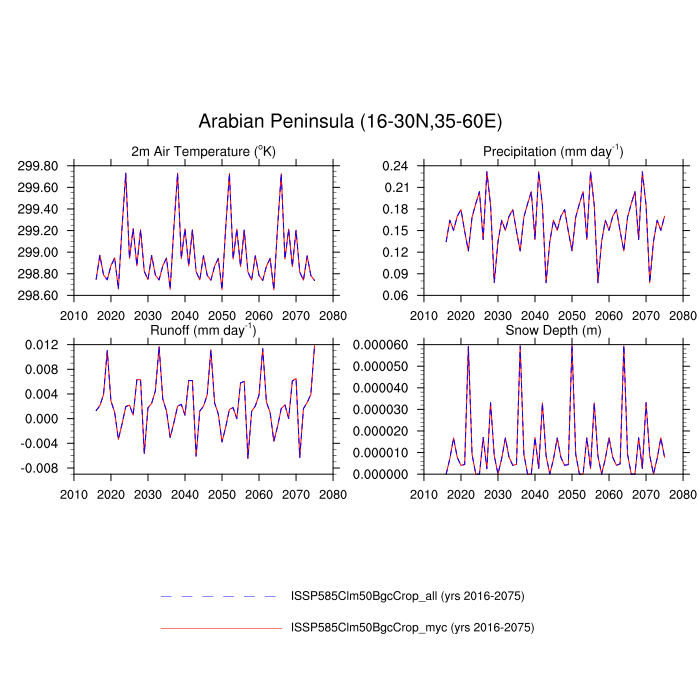 Arabian Peninsula (16-30N,35-60E)
2m Air Temperature (°K)
299.80
299.60
299.40
299.20
299.00
298.80
298.60
2010 2020 2030 2040 2050 2060 2070 2080
Precipitation (mm day⁻¹)
0.24
0.21
0.18
0.15
0.12
0.09
0.06
2010 2020 2030 2040 2050 2060 2070 2080
Runoff (mm day⁻¹)
0.012
0.008
0.004
0.000
-0.004
-0.008
2010 2020 2030 2040 2050 2060 2070 2080
Snow Depth (m)
0.000060
0.000050
0.000040
0.000030
0.000020
0.000010
0.000000
2010 2020 2030 2040 2050 2060 2070 2080
ISSP585Clm50BgcCrop_all (yrs 2016-2075)
ISSP585Clm50BgcCrop_myc (yrs 2016-2075)